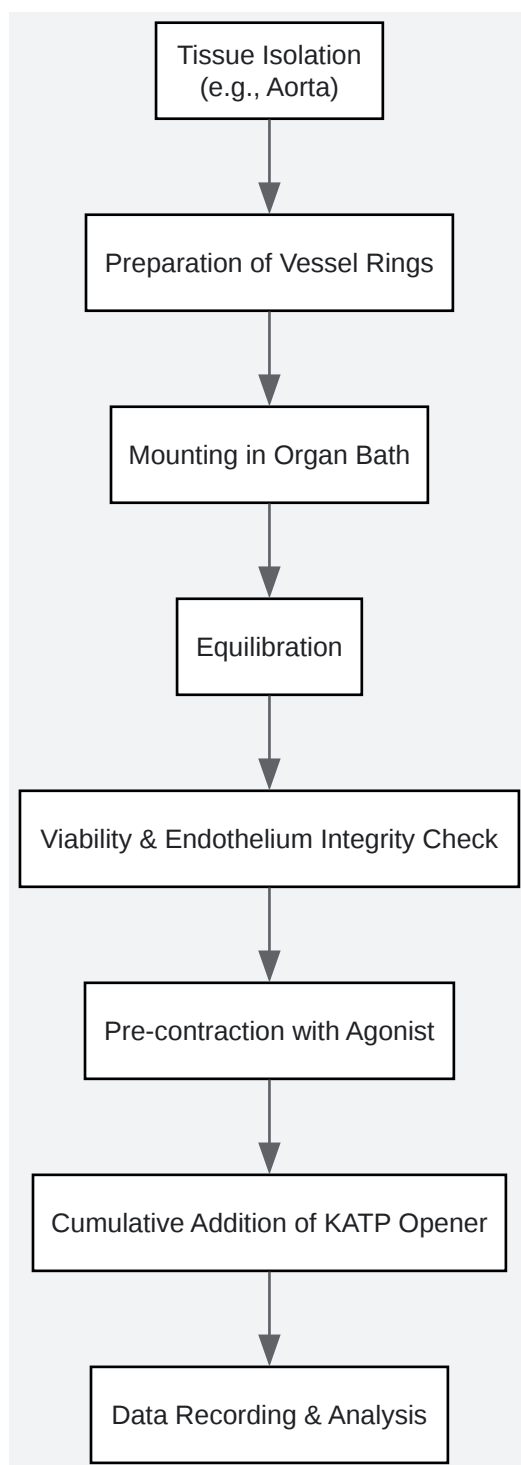 Tissue Isolation
(e.g., Aorta)
Preparation of Vessel Rings
Mounting in Organ Bath
Equilibration
Viability & Endothelium Integrity Check
Pre-contraction with Agonist
Cumulative Addition of KATP Opener
Data Recording & Analysis